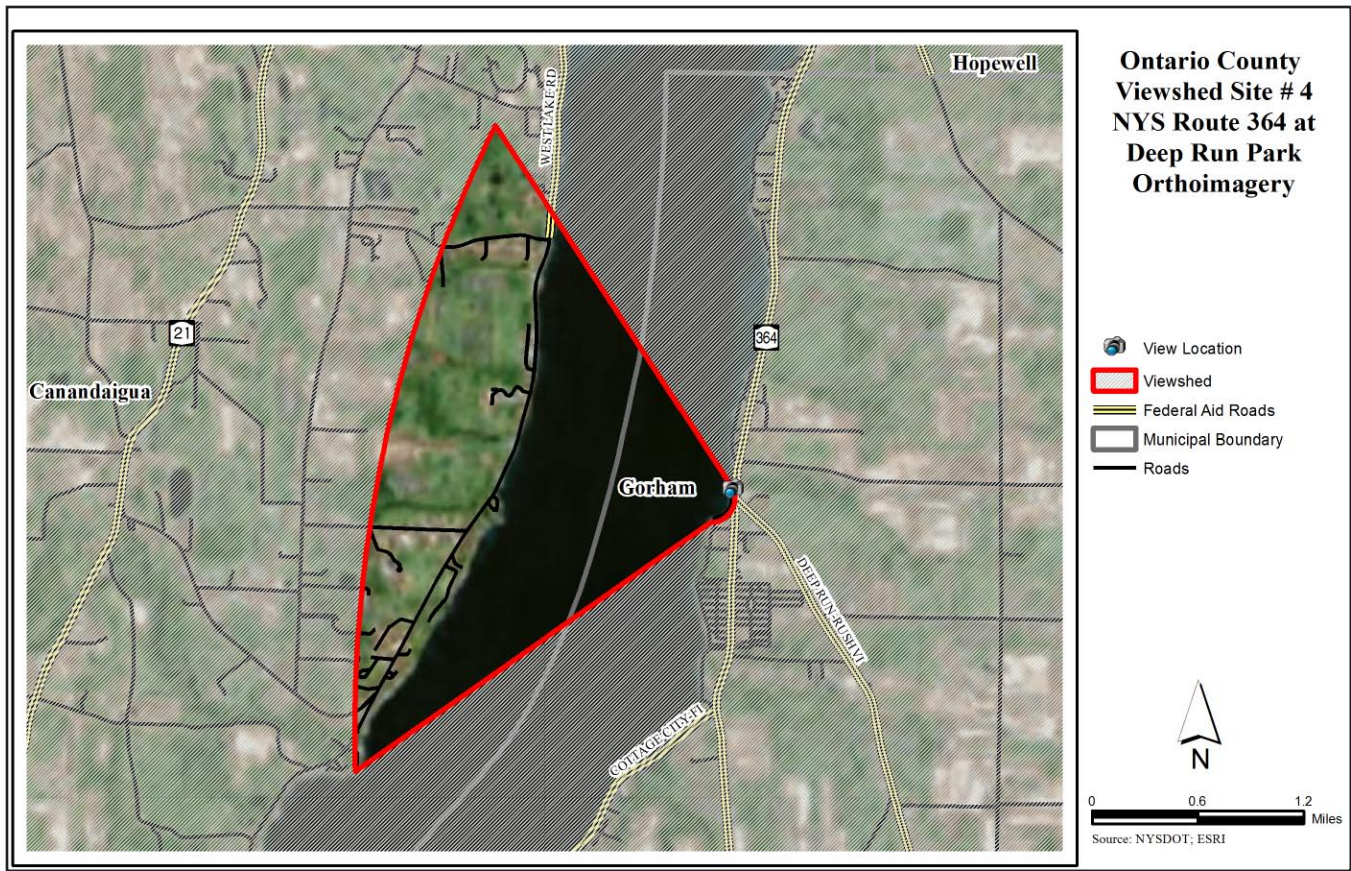 Hopewell
WEST LAKE RD
21
364
Canandaigua
Gorham
DEEP RUN-RUSHVI
COTTAGE CITY-FI
Ontario County
Viewshed Site # 4
NYS Route 364 at
Deep Run Park
Orthoimagery
View Location
Viewshed
Federal Aid Roads
Municipal Boundary
Roads
N
0 0.6 1.2
Miles
Source: NYSDOT; ESRI